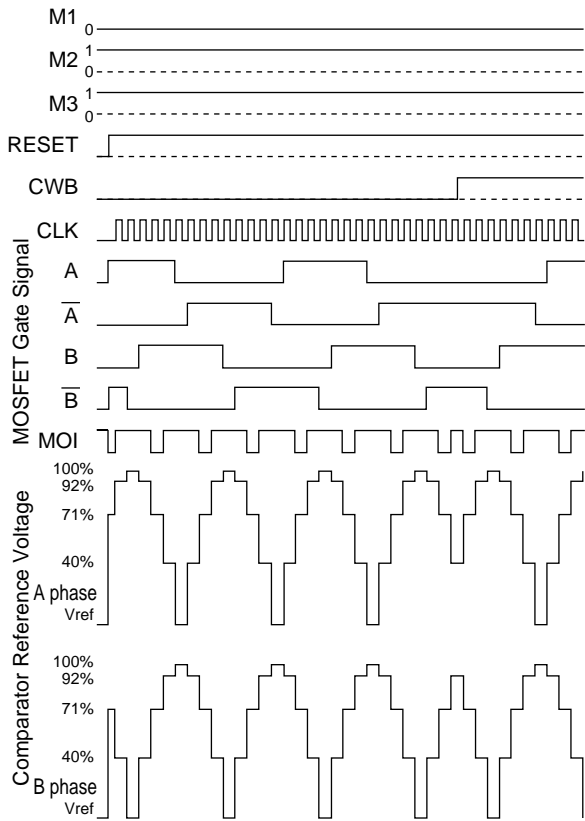 M1
0
M2
1
0
M3
1
0
RESET
CWB
CLK
MOSFET Gate Signal
A
A̅
B
B̅
MOI
Comparator Reference Voltage
100%
92%
71%
40%
A phase
Vref
100%
92%
71%
40%
B phase
Vref